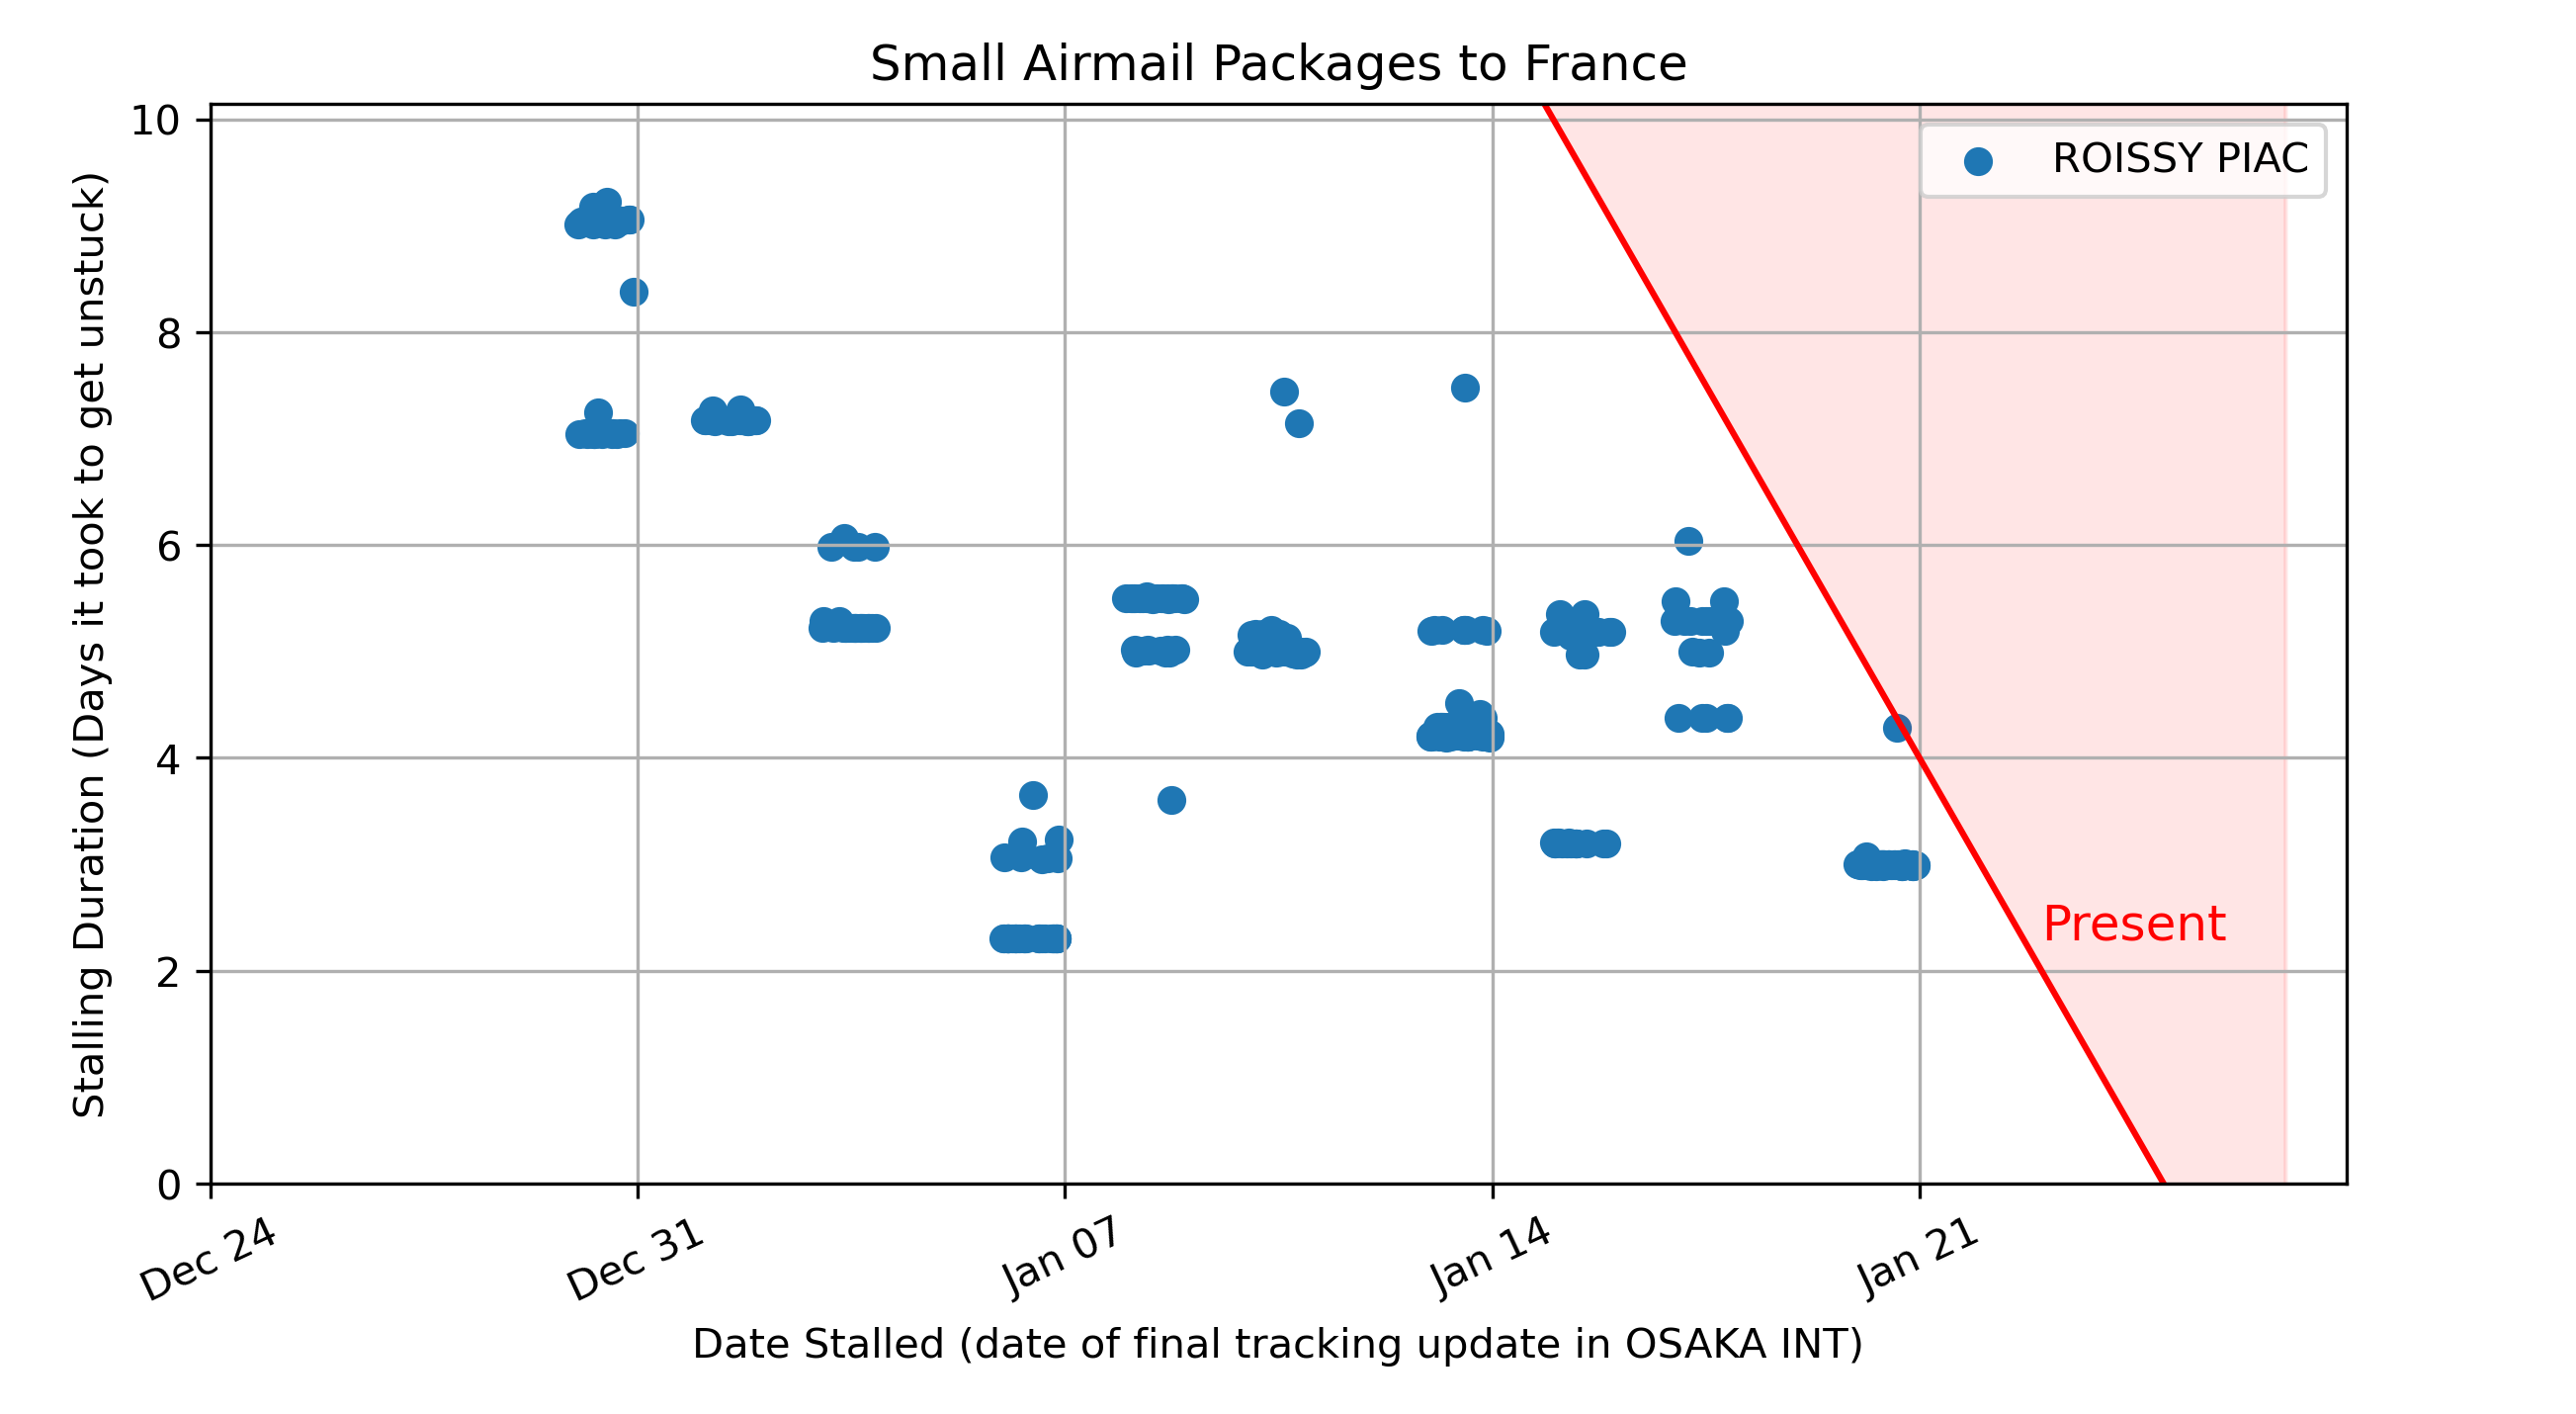 Small Airmail Packages to France
ROISSY PIAC
Present
Stalling Duration (Days it took to get unstuck)
10
8
6
4
2
0
Dec 24
Dec 31
Jan 07
Jan 14
Jan 21
Date Stalled (date of final tracking update in OSAKA INT)